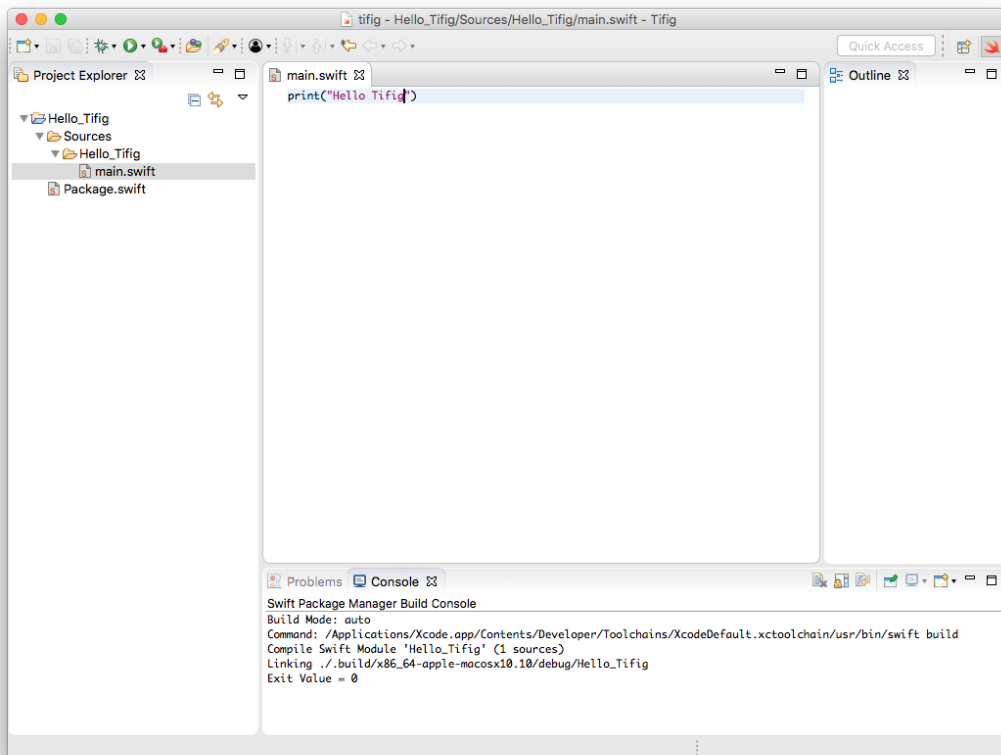 tifig - Hello_Tifig/Sources/Hello_Tifig/main.swift - Tifig
Quick Access
Project Explorer
main.swift
Outline
print("Hello Tifig")
Hello_Tifig
Sources
Hello_Tifig
main.swift
Package.swift
Problems
Console
Swift Package Manager Build Console
Build Mode: auto
Command: /Applications/Xcode.app/Contents/Developer/Toolchains/XcodeDefault.xctoolchain/usr/bin/swift build
Compile Swift Module 'Hello_Tifig' (1 sources)
Linking ./.build/x86_64-apple-macosx10.10/debug/Hello_Tifig
Exit Value = 0